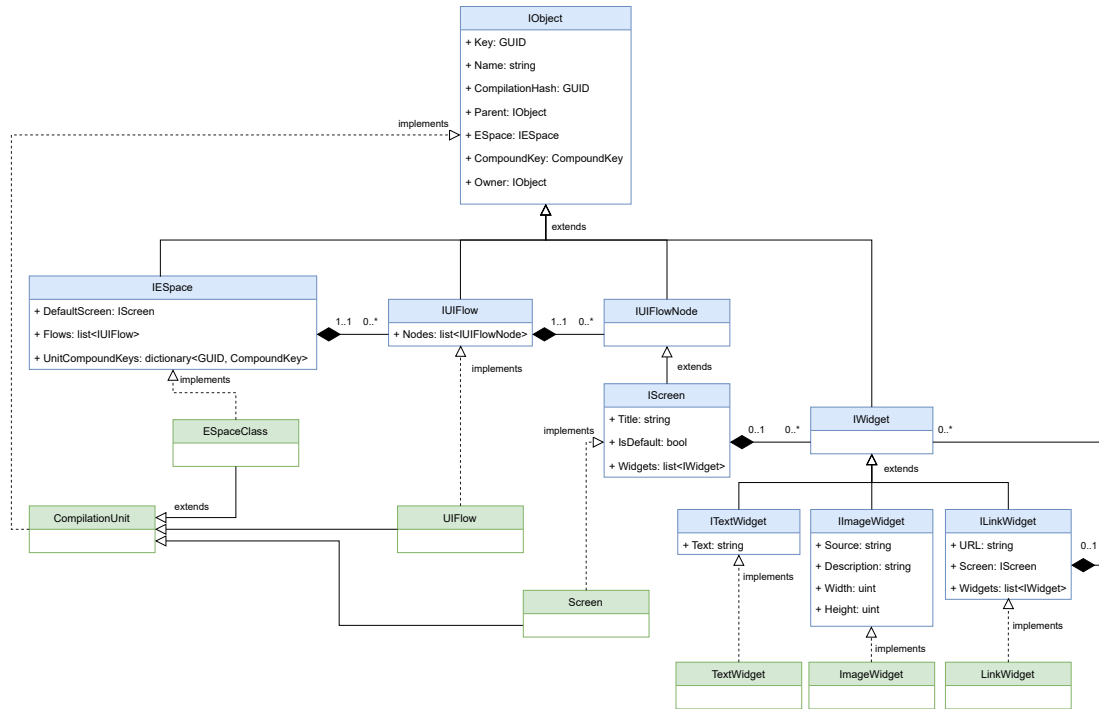 IObject
+ Key: GUID
+ Name: string
+ CompilationHash: GUID
+ Parent: IObject
+ ESpace: IESpace
+ CompoundKey: CompoundKey
+ Owner: IObject
implements
extends
IESpace
+ DefaultScreen: IScreen
+ Flows: list<IUIFlow>
+ UnitCompoundKeys: dictionary<GUID, CompoundKey>
1..1 0..*
IUIFlow
+ Nodes: list<IUIFlowNode>
1..1 0..*
IUIFlowNode
implements
implements
extends
ESpaceClass
IScreen
+ Title: string
+ IsDefault: bool
+ Widgets: list<IWidget>
implements
0..1 0..*
IWidget
0..*
extends
extends
CompilationUnit
UIFlow
ITextWidget
+ Text: string
IImageWidget
+ Source: string
+ Description: string
+ Width: uint
+ Height: uint
ILinkWidget
+ URL: string
+ Screen: IScreen
+ Widgets: list<IWidget>
0..1
Screen
implements
implements
implements
TextWidget
ImageWidget
LinkWidget